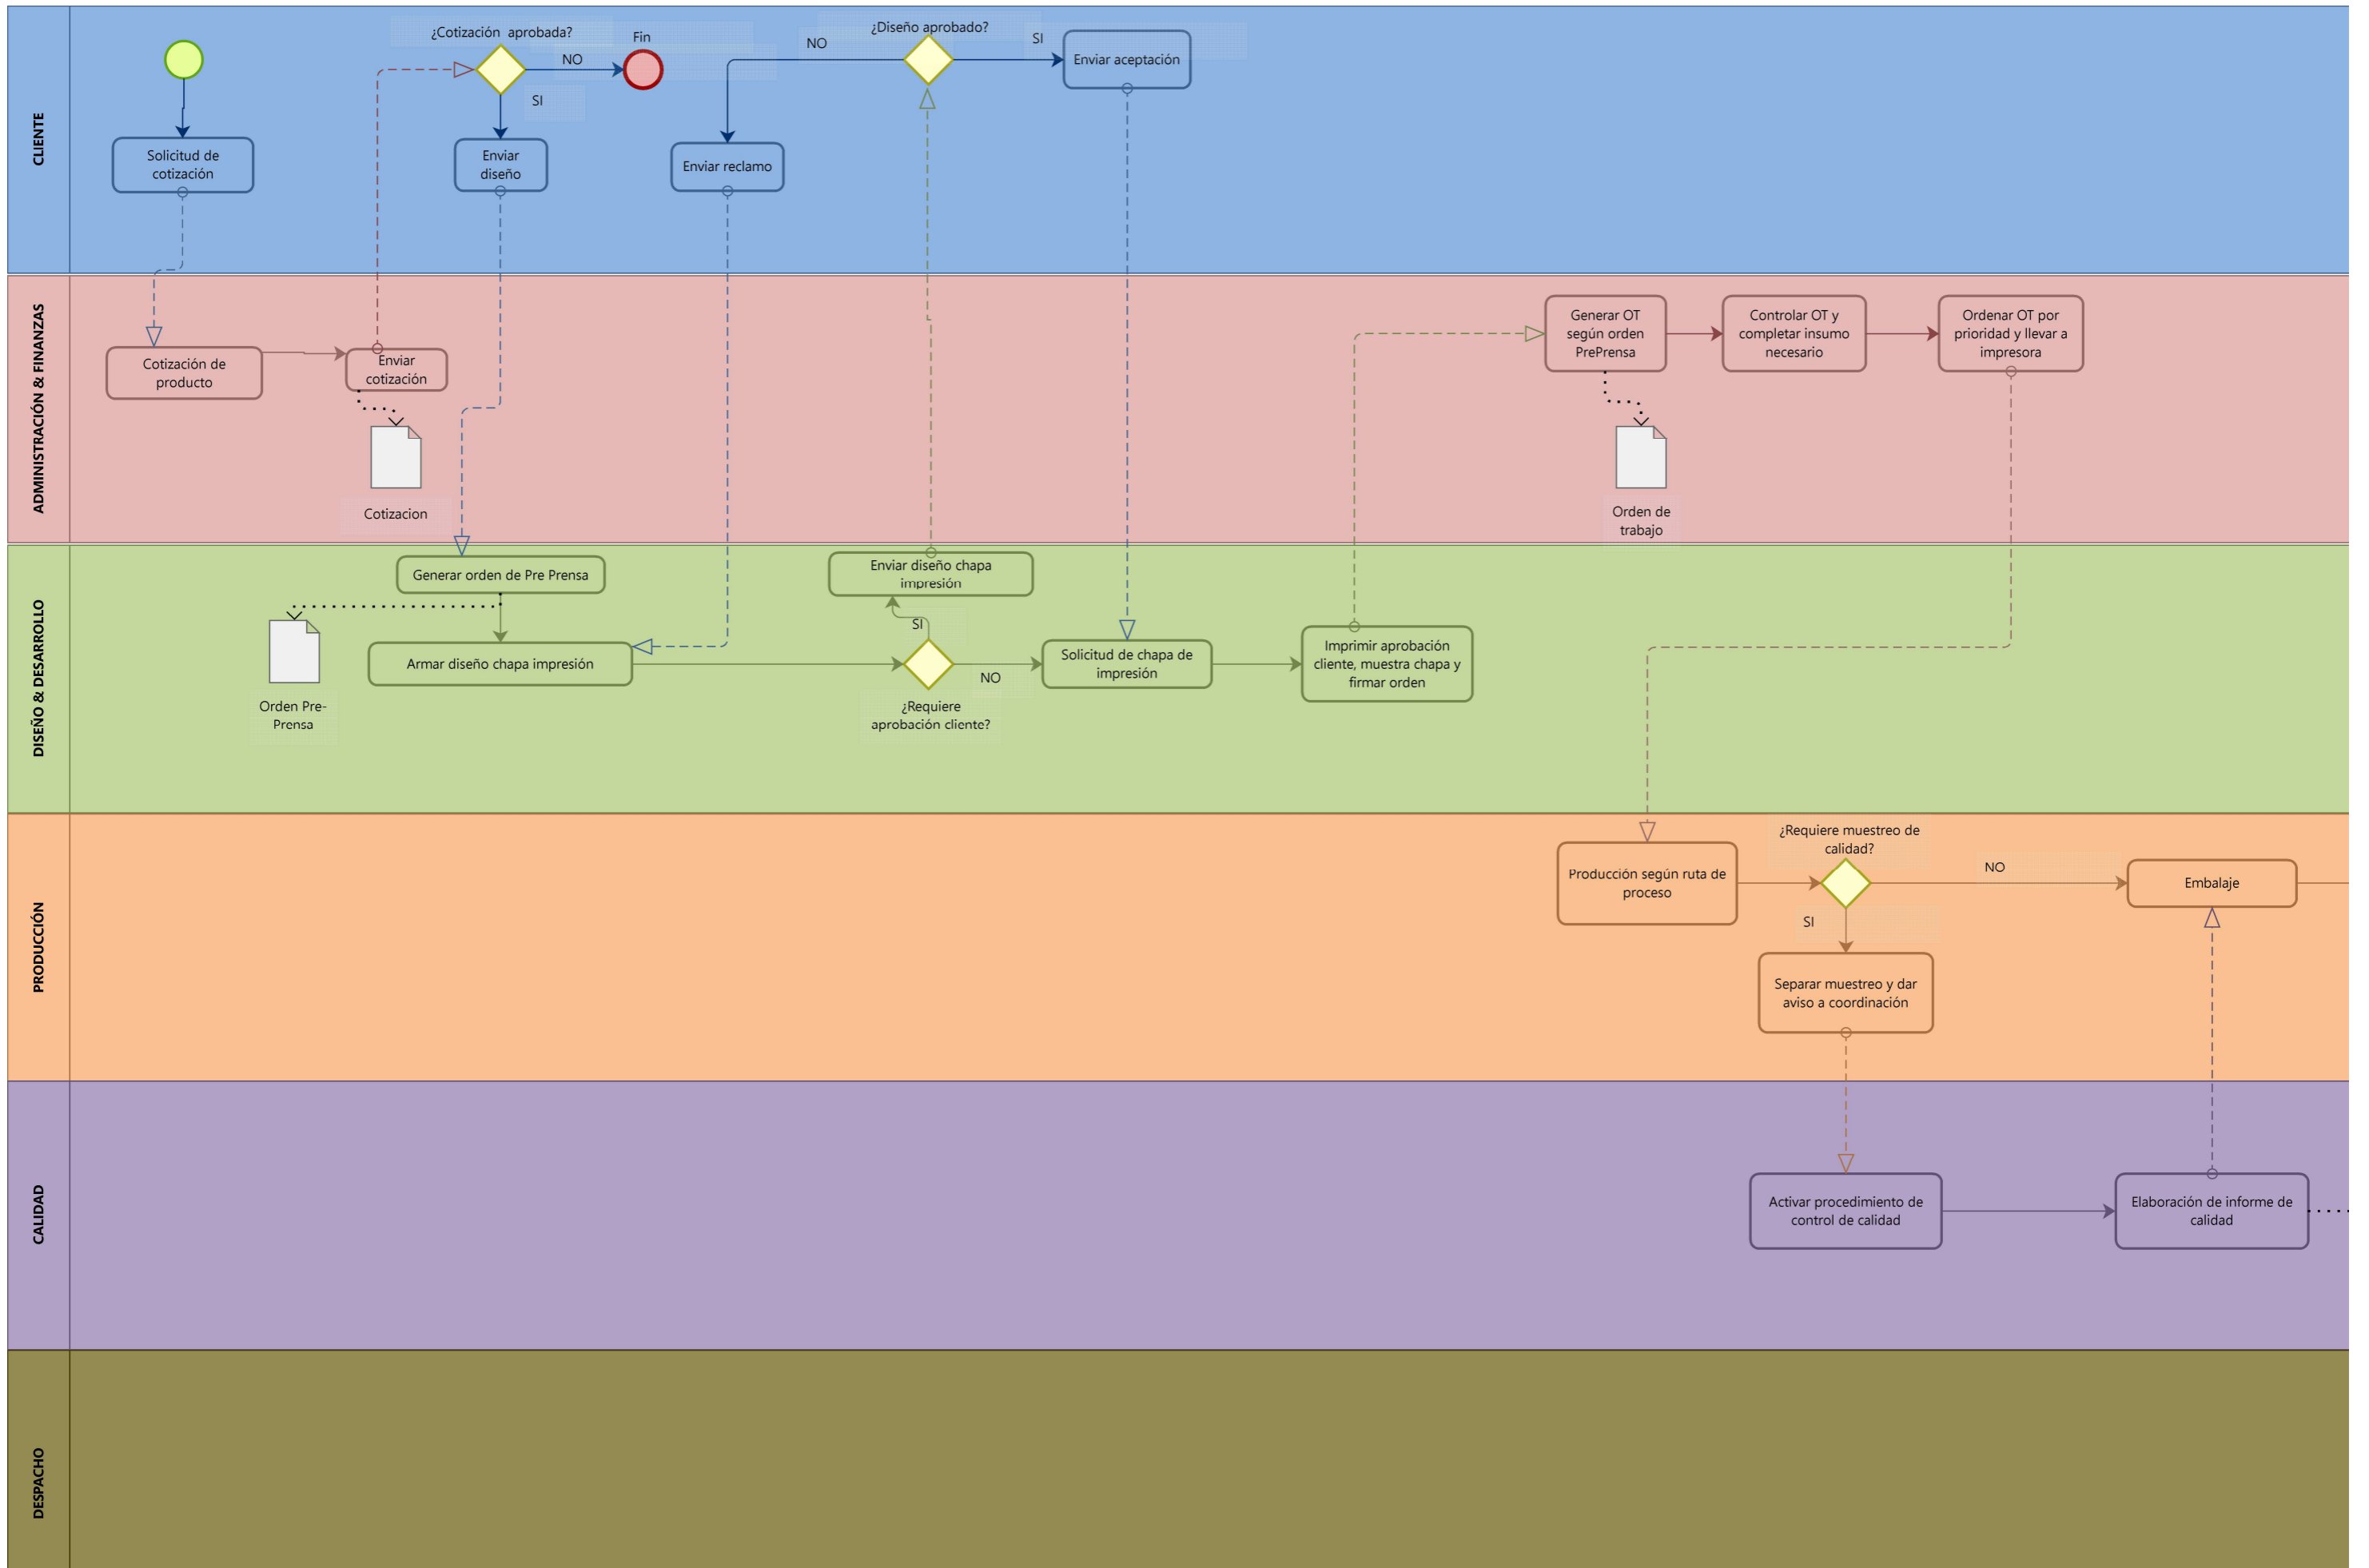 CLIENTE
¿Cotización  aprobada?
Fin
NO
SI
¿Diseño aprobado?
NO
SI
Enviar aceptación
Solicitud de
cotización
Enviar
diseño
Enviar reclamo
ADMINISTRACIÓN & FINANZAS
Cotización de
producto
Enviar
cotización
Cotizacion
Generar OT
según orden
PrePrensa
Controlar OT y
completar insumo
necesario
Ordenar OT por
prioridad y llevar a
impresora
Orden de
trabajo
DISEÑO & DESARROLLO
Generar orden de Pre Prensa
Orden Pre-
Prensa
Armar diseño chapa impresión
Enviar diseño chapa
impresión
SI
NO
¿Requiere
aprobación cliente?
Solicitud de chapa de
impresión
Imprimir aprobación
cliente, muestra chapa y
firmar orden
PRODUCCIÓN
Producción según ruta de
proceso
¿Requiere muestreo de
calidad?
NO
SI
Embalaje
Separar muestreo y dar
aviso a coordinación
CALIDAD
Activar procedimiento de
control de calidad
Elaboración de informe de
calidad
DESPACHO